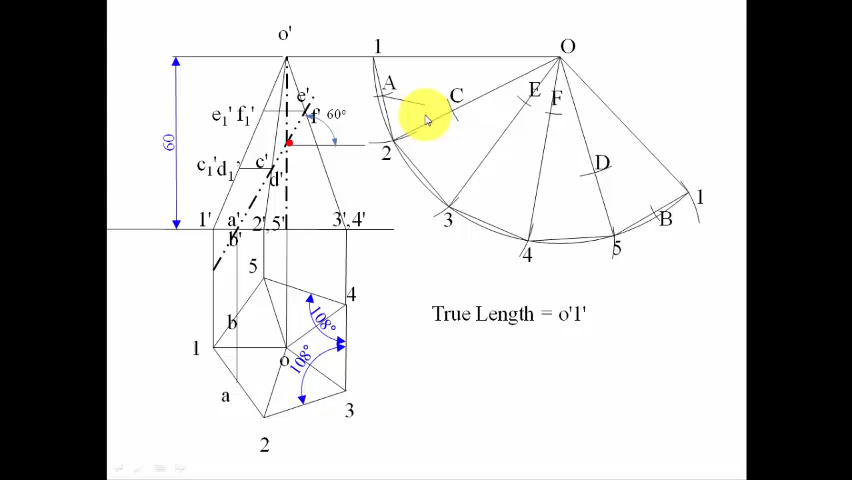 o'
1
O
A
C
E
F
e'
f'
60°
e₁' f₁'
60
2
c₁'d₁'
c'
d'
D
1
1'
a'
b'
2',5'
3',4'
3
B
4
5
5
4
b
108°
True Length = o'1'
1
o
108°
a
3
2